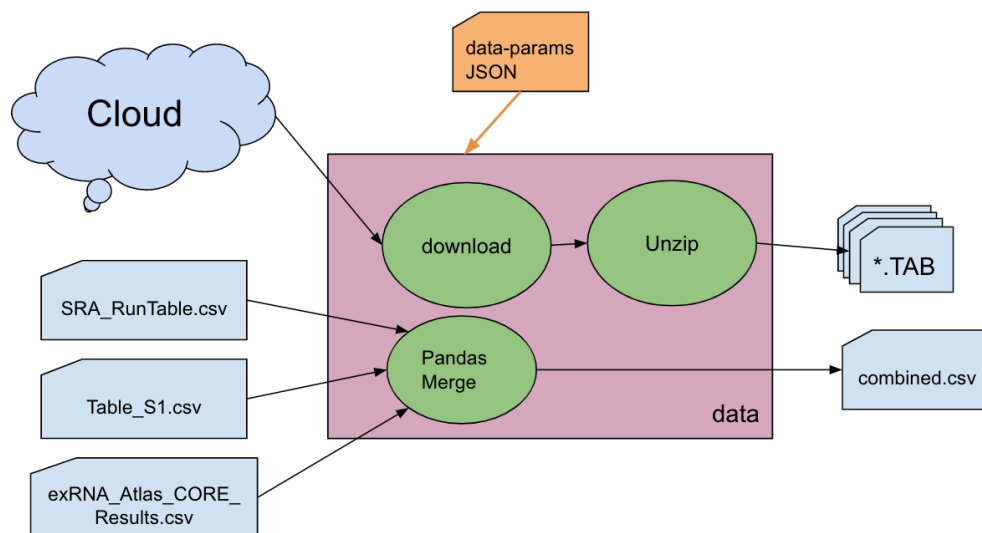 data-params
JSON
Cloud
download
Unzip
*.TAB
SRA_RunTable.csv
Pandas
Merge
combined.csv
Table_S1.csv
data
exRNA_Atlas_CORE_
Results.csv